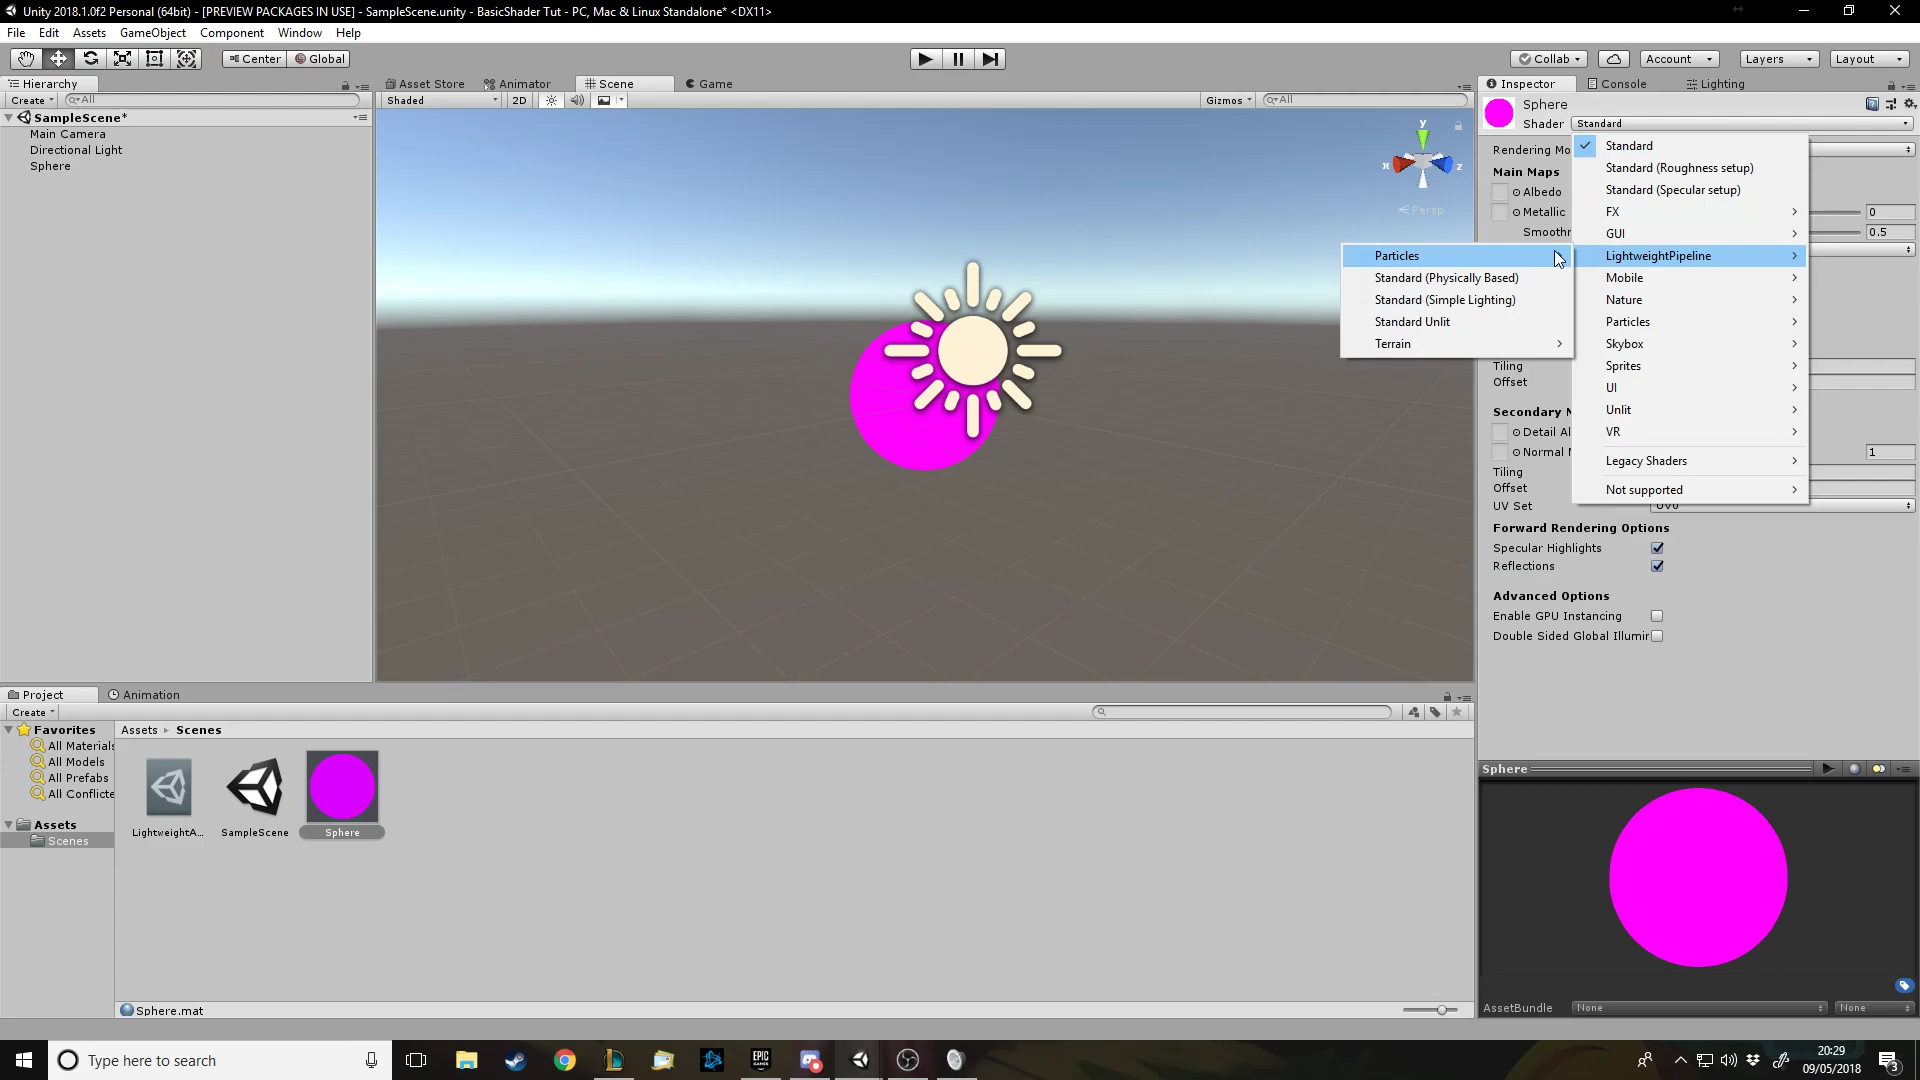 Unity 2018.1.0f2 Personal (64bit) - [PREVIEW PACKAGES IN USE] - SampleScene.unity - BasicShader Tut - PC, Mac & Linux Standalone* <DX11>
File Edit Assets GameObject Component Window Help
Center Global Collab Account Layers Layout
Hierarchy Asset Store Animator Scene Game Inspector Console Lighting
Create All Shaded 2D Gizmos All
SampleScene*
Main Camera
Directional Light
Sphere
y
x
z
Persp
Sphere
Shader Standard
Rendering Mo
Main Maps
Albedo
Metallic 0
Smoothr 0.5
Tiling
Offset
Secondary M
Detail Al
Normal M 1
Tiling
Offset
UV Set UV0
Forward Rendering Options
Specular Highlights
Reflections
Advanced Options
Enable GPU Instancing
Double Sided Global Illumir
Standard
Standard (Roughness setup)
Standard (Specular setup)
FX
GUI
LightweightPipeline
Mobile
Nature
Particles
Skybox
Sprites
UI
Unlit
VR
Legacy Shaders
Not supported
Particles
Standard (Physically Based)
Standard (Simple Lighting)
Standard Unlit
Terrain
Project Animation
Create
Favorites
All Materials
All Models
All Prefabs
All Conflicte
Assets
Scenes
Assets Scenes
LightweightA... SampleScene Sphere
Sphere.mat
Sphere
AssetBundle None None
Type here to search
EPIC
GAMES
20:29
09/05/2018
3